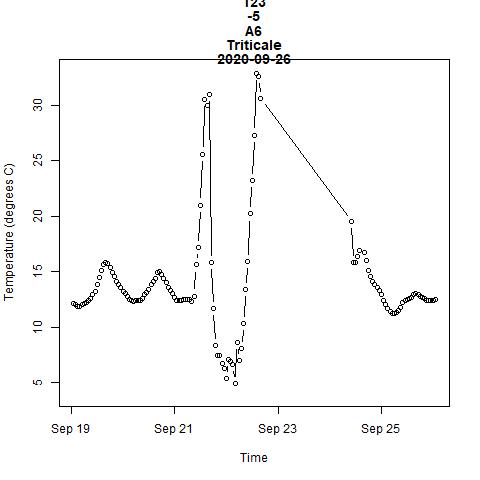 123
-5
A6
Triticale
2020-09-26
Temperature (degrees C)
30
25
20
15
10
5
Sep 19
Sep 21
Sep 23
Sep 25
Time